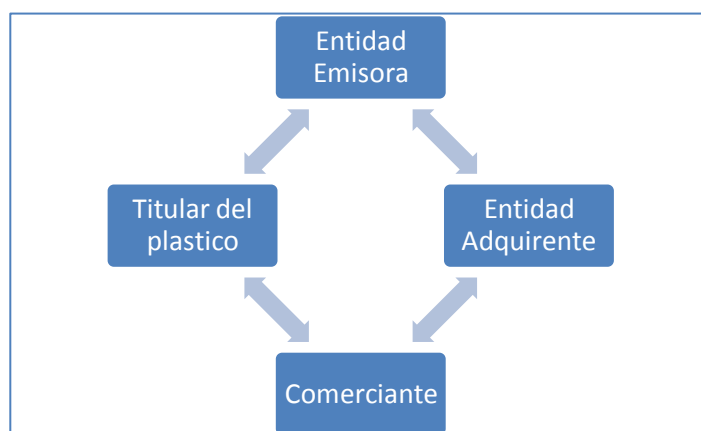 Entidad
Emisora
Titular del
plastico
Entidad
Adquirente
Comerciante